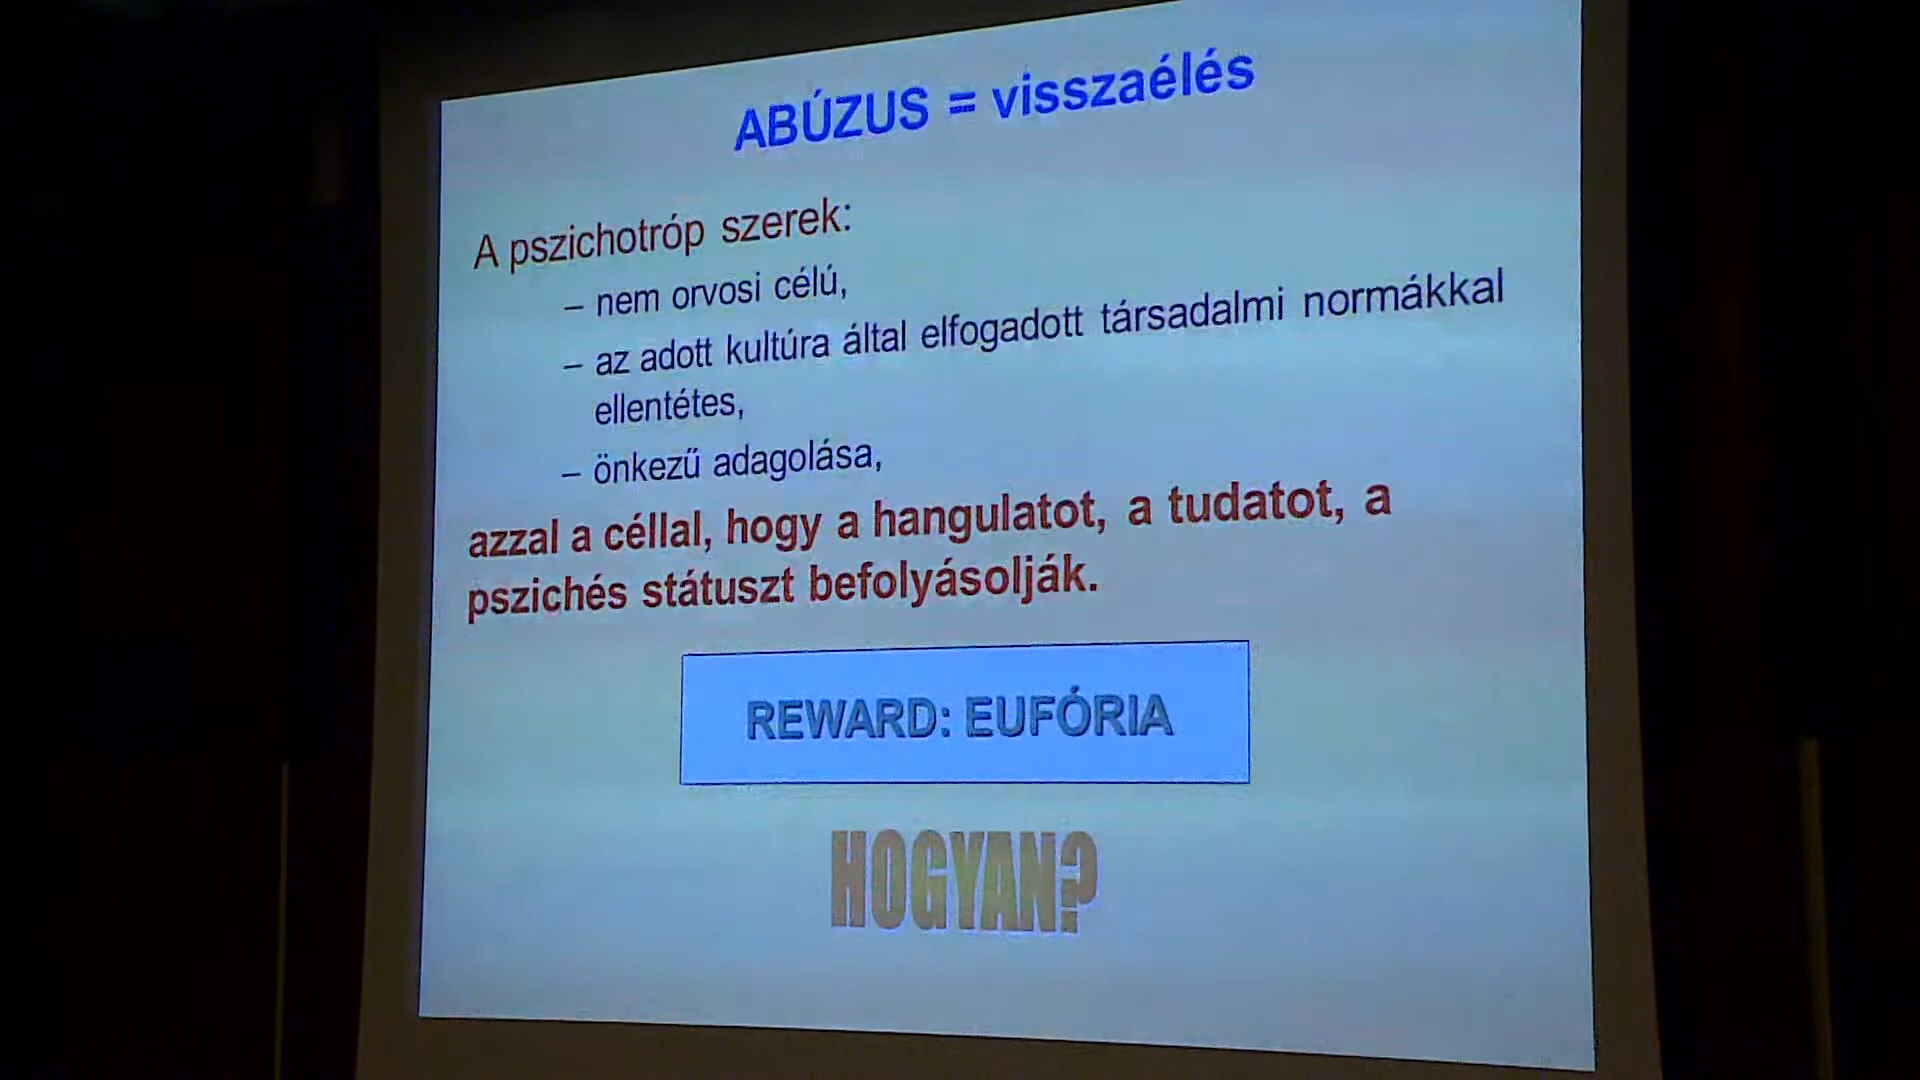 ABÚZUS = visszaélés
A pszichotróp szerek:
– nem orvosi célú,
– az adott kultúra által elfogadott társadalmi normákkal
ellentétes,
– önkezű adagolása,
azzal a céllal, hogy a hangulatot, a tudatot, a
pszichés státuszt befolyásolják.
REWARD: EUFÓRIA
HOGYAN?